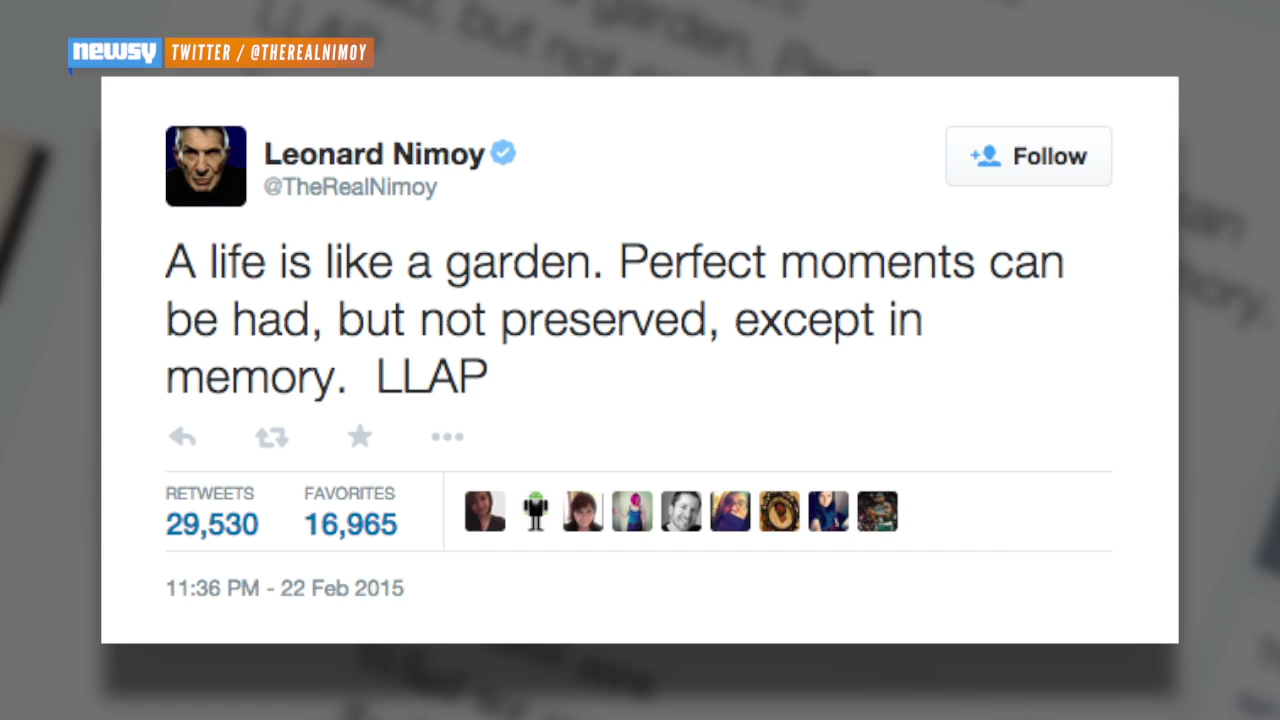 newsy TWITTER / @THEREALNIMOY
Leonard Nimoy
@TheRealNimoy
Follow
A life is like a garden. Perfect moments can
be had, but not preserved, except in
memory.  LLAP
RETWEETS FAVORITES
29,530 16,965
11:36 PM - 22 Feb 2015